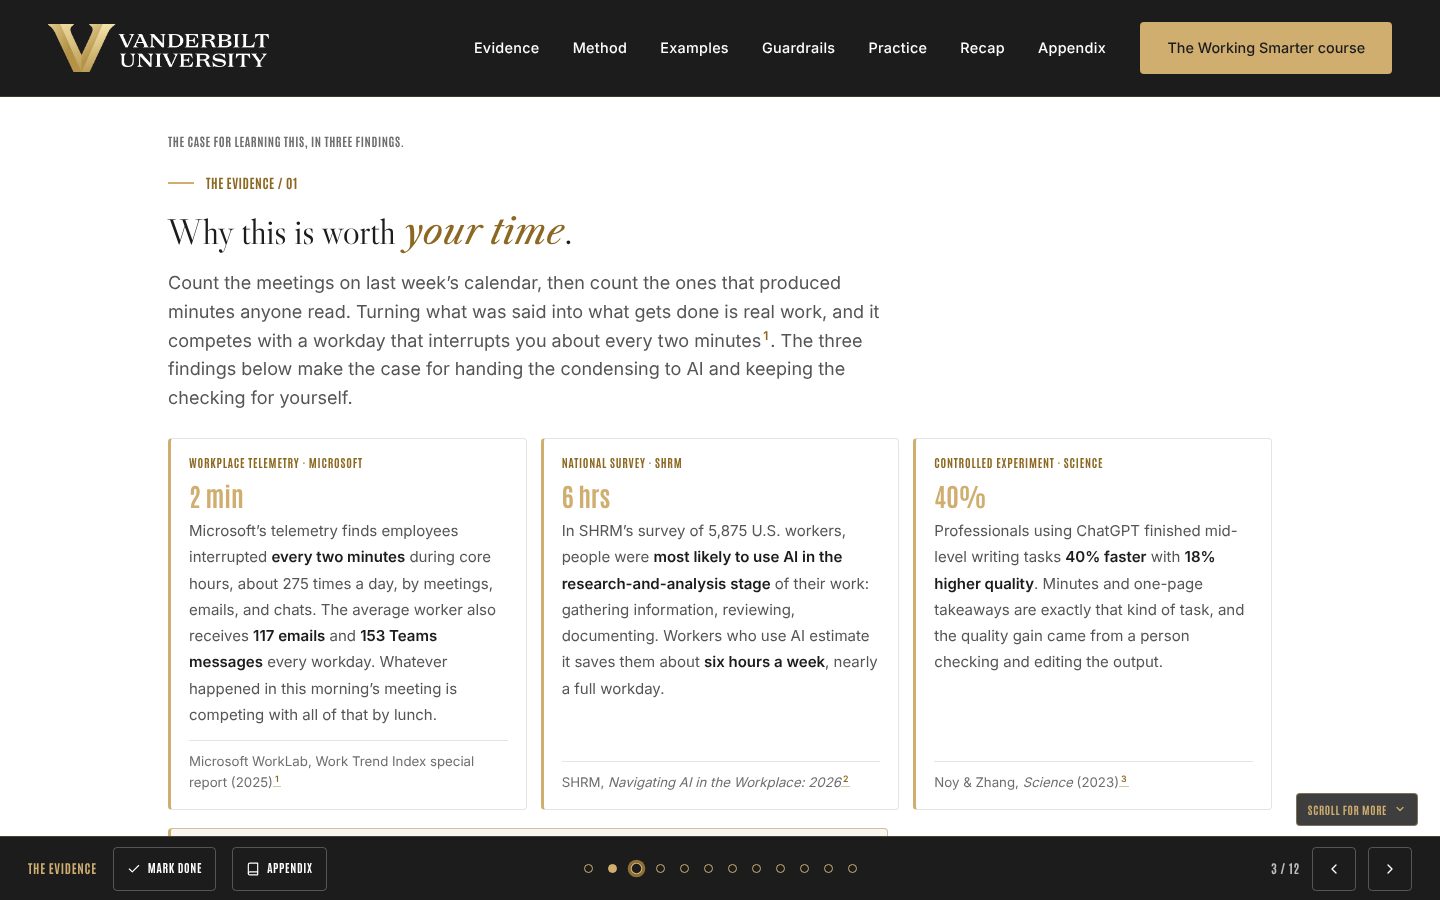 VANDERBILT
UNIVERSITY
Evidence
Method
Examples
Guardrails
Practice
Recap
Appendix
The Working Smarter course
THE CASE FOR LEARNING THIS, IN THREE FINDINGS.
THE EVIDENCE / 01
Why this is worth your time.
Count the meetings on last week’s calendar, then count the ones that produced
minutes anyone read. Turning what was said into what gets done is real work, and it
competes with a workday that interrupts you about every two minutes1. The three
findings below make the case for handing the condensing to AI and keeping the
checking for yourself.
WORKPLACE TELEMETRY · MICROSOFT
2 min
Microsoft’s telemetry finds employees
interrupted every two minutes during core
hours, about 275 times a day, by meetings,
emails, and chats. The average worker also
receives 117 emails and 153 Teams
messages every workday. Whatever
happened in this morning’s meeting is
competing with all of that by lunch.
Microsoft WorkLab, Work Trend Index special
report (2025)1
NATIONAL SURVEY · SHRM
6 hrs
In SHRM’s survey of 5,875 U.S. workers,
people were most likely to use AI in the
research-and-analysis stage of their work:
gathering information, reviewing,
documenting. Workers who use AI estimate
it saves them about six hours a week, nearly
a full workday.
SHRM, Navigating AI in the Workplace: 20262
CONTROLLED EXPERIMENT · SCIENCE
40%
Professionals using ChatGPT finished mid-
level writing tasks 40% faster with 18%
higher quality. Minutes and one-page
takeaways are exactly that kind of task, and
the quality gain came from a person
checking and editing the output.
Noy & Zhang, Science (2023)3
SCROLL FOR MORE
THE EVIDENCE
MARK DONE
APPENDIX
3 / 12